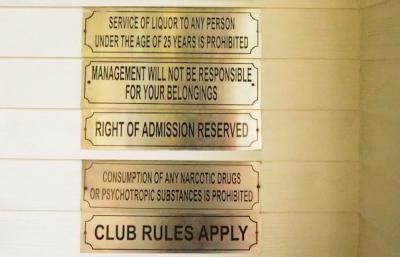 SERVICE OF LIQUOR TO ANY PERSON
UNDER THE AGE OF 25 YEARS IS PROHIBITED
MANAGEMENT WILL NOT BE RESPONSIBLE
FOR YOUR BELONGINGS
RIGHT OF ADMISSION RESERVED
CONSUMPTION OF ANY NARCOTIC DRUGS
OR PSYCHOTROPIC SUBSTANCES IS PROHIBITED
CLUB RULES APPLY